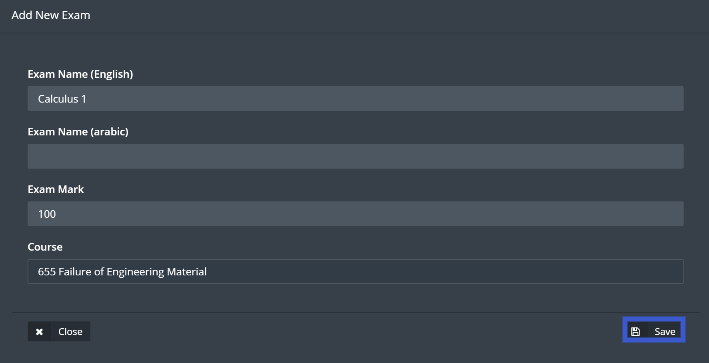 Add New Exam
Exam Name (English)
Calculus 1
Exam Name (arabic)
Exam Mark
100
Course
655 Failure of Engineering Material
Close
Save